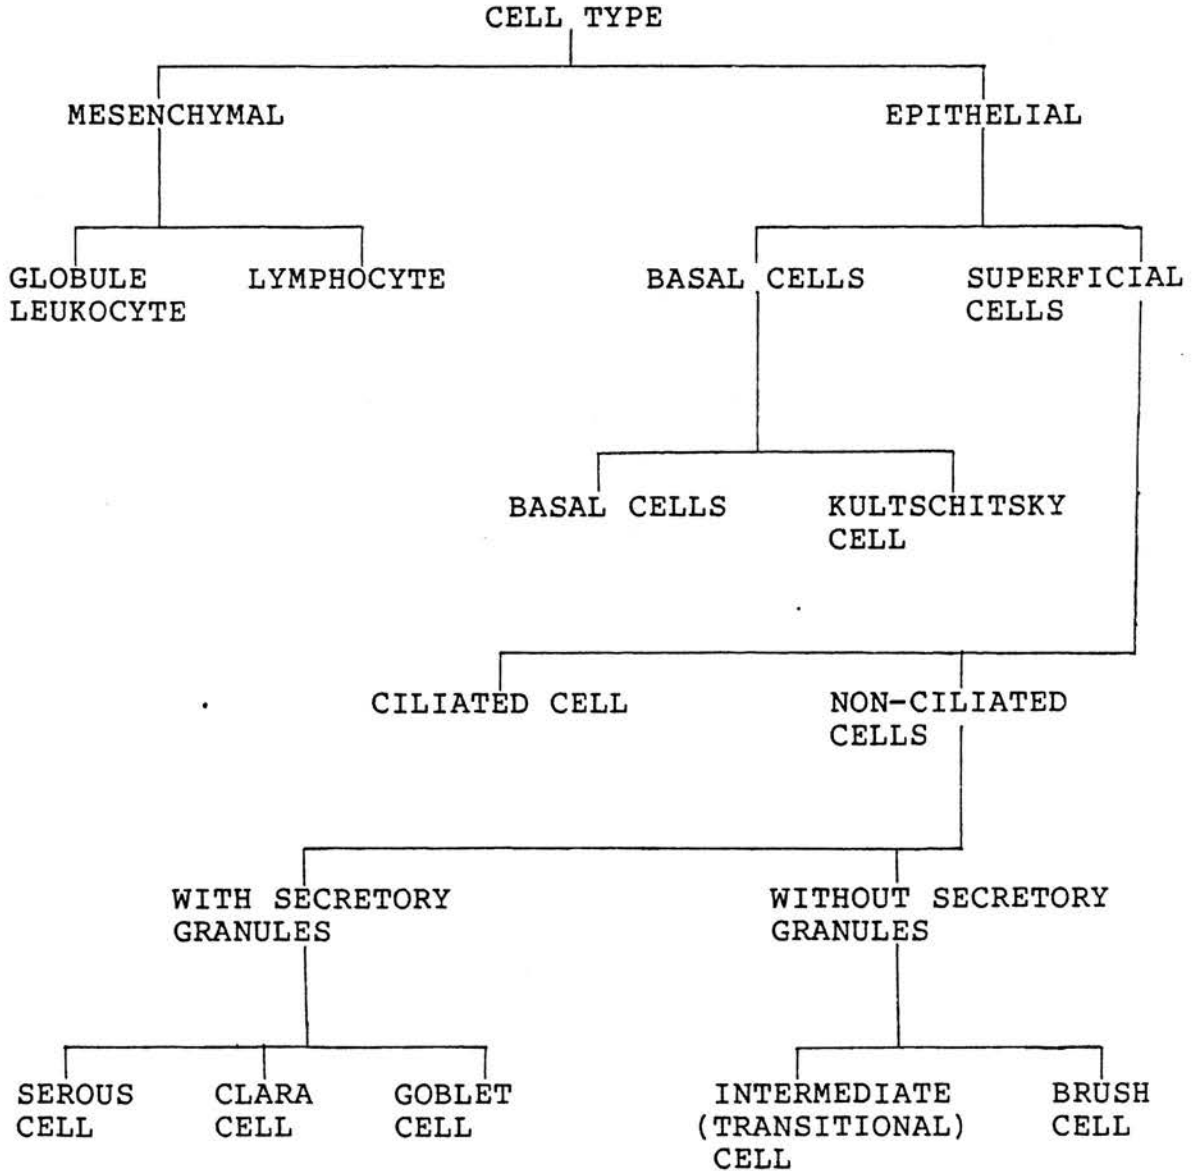 CELL TYPE
MESENCHYMAL
EPITHELIAL
GLOBULE
LEUKOCYTE
LYMPHOCYTE
BASAL CELLS
SUPERFICIAL
CELLS
BASAL CELLS
KULTSCHITSKY
CELL
CILIATED CELL
NON-CILIATED
CELLS
WITH SECRETORY
GRANULES
WITHOUT SECRETORY
GRANULES
SEROUS
CELL
CLARA
CELL
GOBLET
CELL
INTERMEDIATE
(TRANSITIONAL)
CELL
BRUSH
CELL